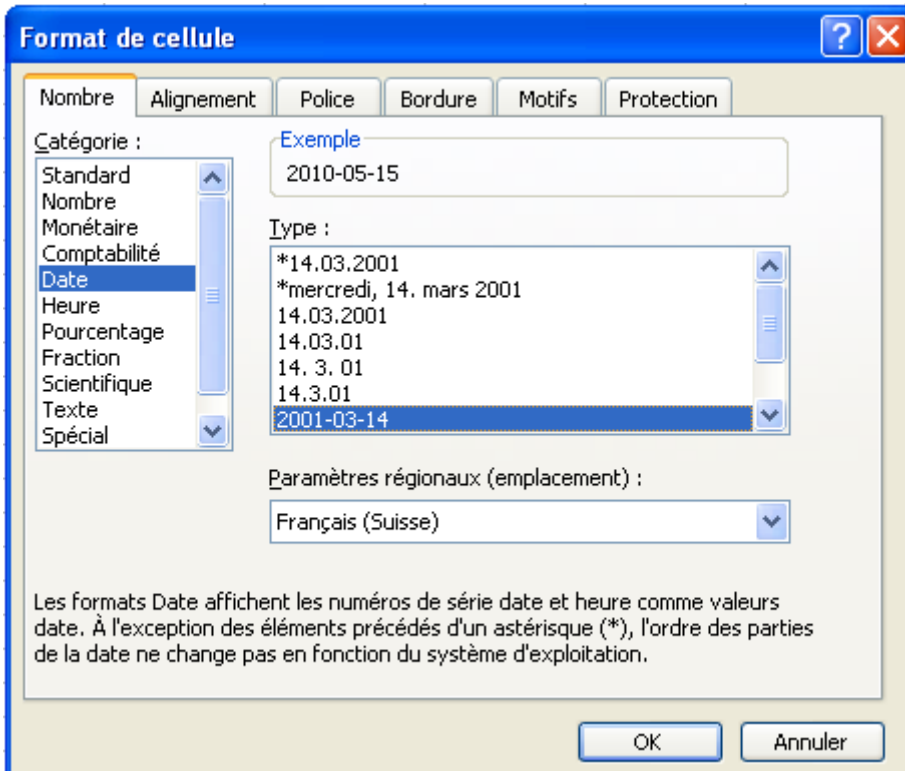 Format de cellule
Nombre Alignement Police Bordure Motifs Protection
Catégorie :
Standard
Nombre
Monétaire
Comptabilité
Date
Heure
Pourcentage
Fraction
Scientifique
Texte
Spécial
Exemple
2010-05-15
Type :
*14.03.2001
*mercredi, 14. mars 2001
14.03.2001
14.03.01
14. 3. 01
14.3.01
2001-03-14
Paramètres régionaux (emplacement) :
Français (Suisse)
Les formats Date affichent les numéros de série date et heure comme valeurs
date. À l'exception des éléments précédés d'un astérisque (*), l'ordre des parties
de la date ne change pas en fonction du système d'exploitation.
OK Annuler